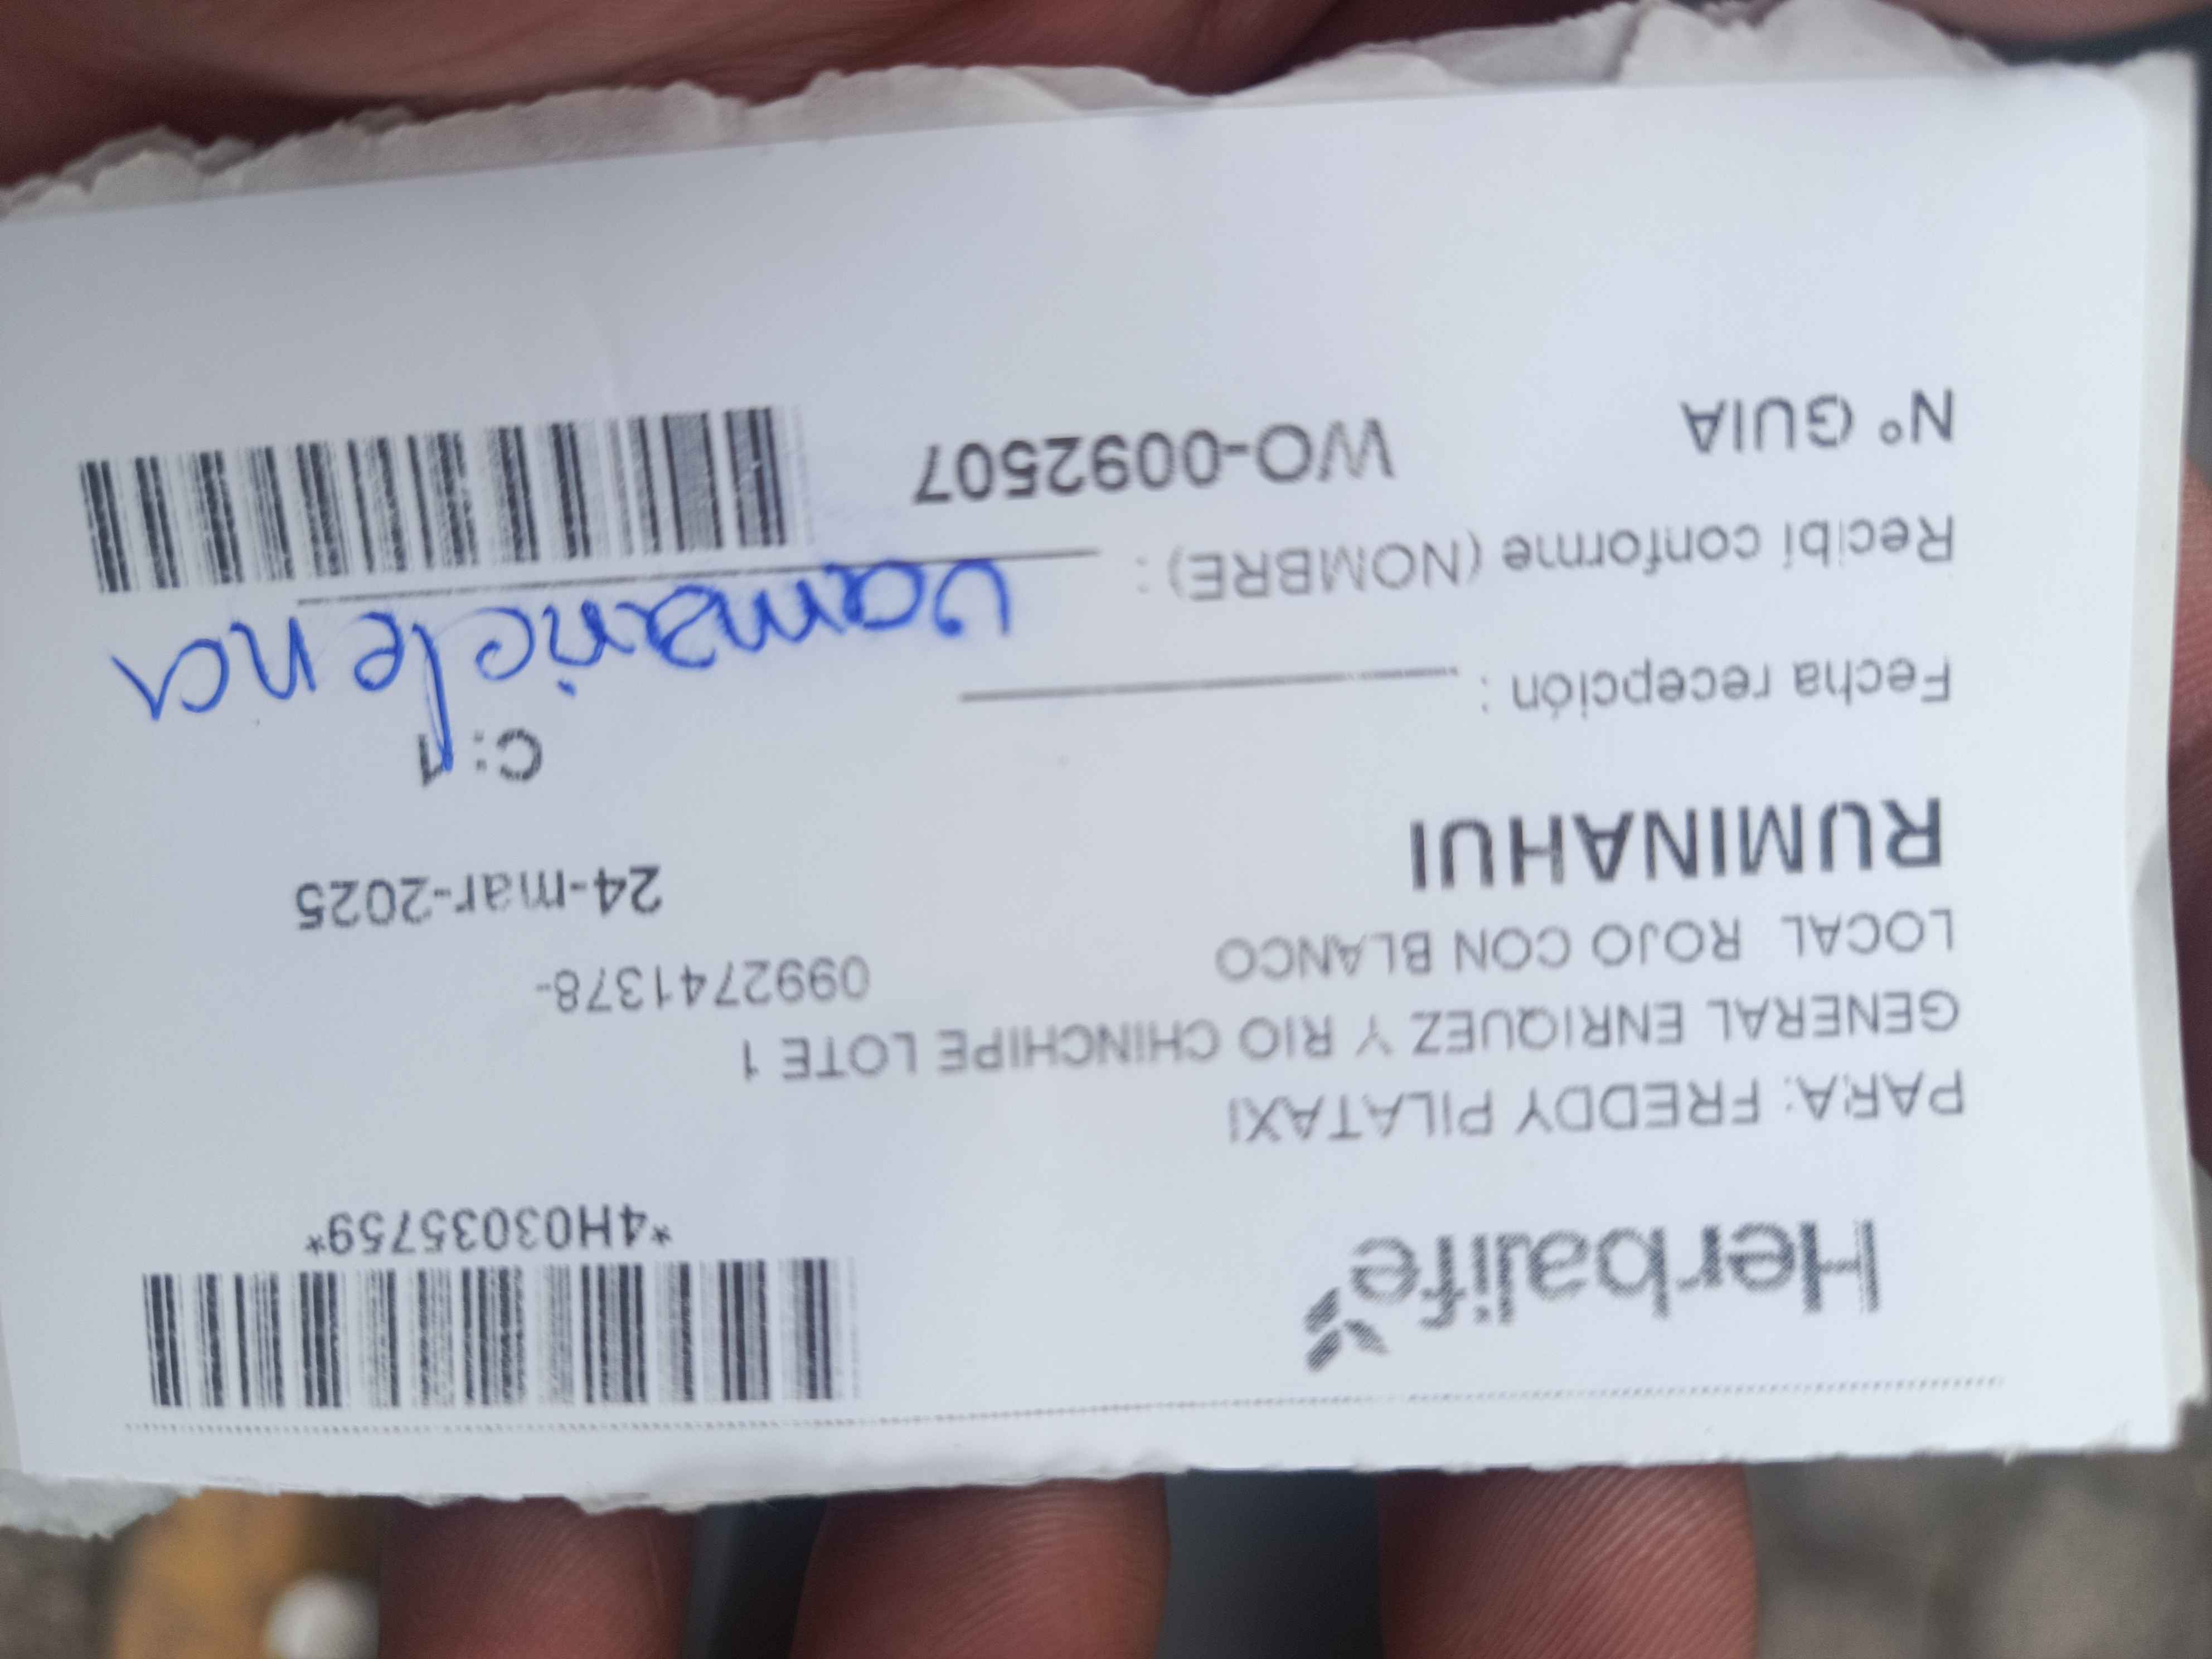 Herbalife
*4H03035759*
PARA: FREDDY PILATAXI
GENERAL ENRIQUEZ Y RIO CHINCHIPE LOTE 1
LOCAL ROJO CON BLANCO 0992741378-
RUMINAHUI 24-mar-2025
C: 1
Fecha recepción :
Recibí conforme (NOMBRE) :
N° GUIA WO-0092507